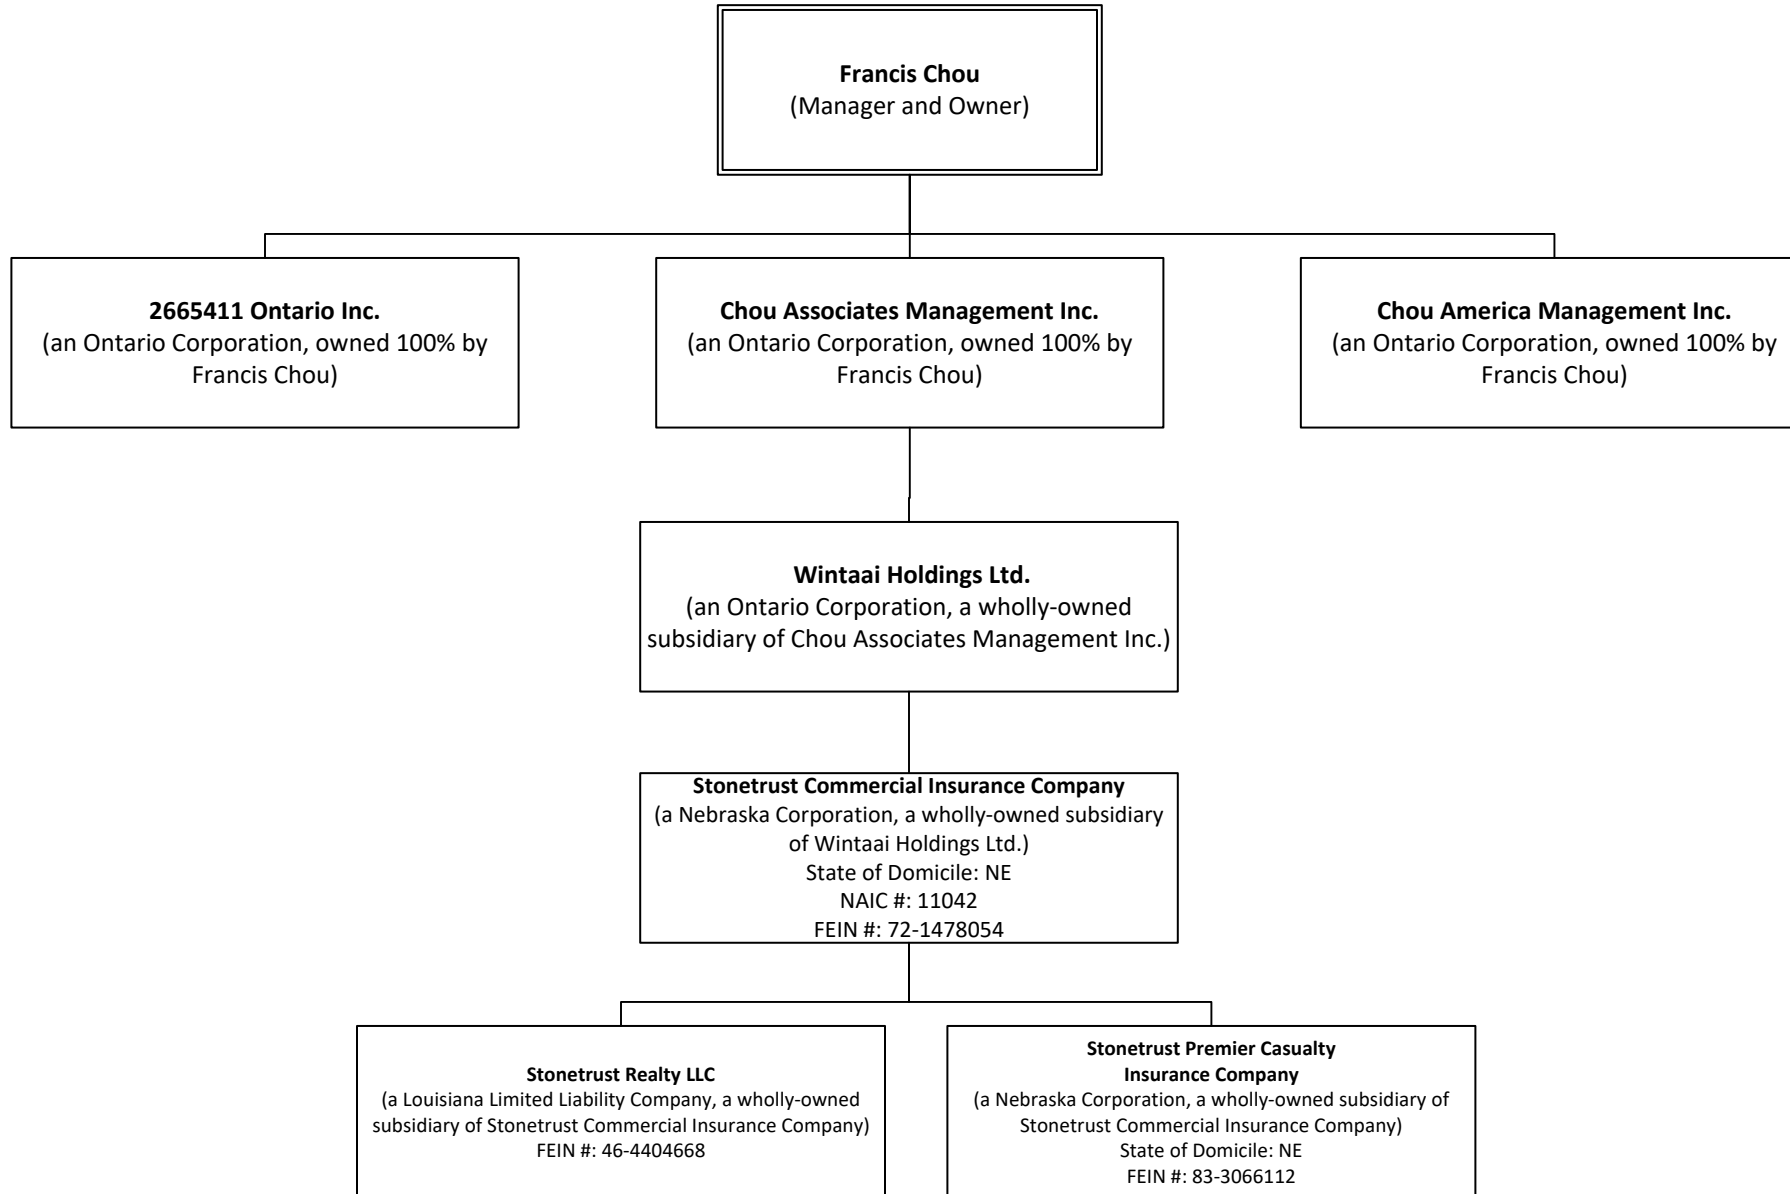 Francis Chou
(Manager and Owner)
2665411 Ontario Inc.
(an Ontario Corporation, owned 100% by
Francis Chou)
Chou Associates Management Inc.
(an Ontario Corporation, owned 100% by
Francis Chou)
Chou America Management Inc.
(an Ontario Corporation, owned 100% by
Francis Chou)
Wintaai Holdings Ltd.
(an Ontario Corporation, a wholly-owned
subsidiary of Chou Associates Management Inc.)
Stonetrust Commercial Insurance Company
(a Nebraska Corporation, a wholly-owned subsidiary
of Wintaai Holdings Ltd.)
State of Domicile: NE
NAIC #: 11042
FEIN #: 72-1478054
Stonetrust Realty LLC
(a Louisiana Limited Liability Company, a wholly-owned
subsidiary of Stonetrust Commercial Insurance Company)
FEIN #: 46-4404668
Stonetrust Premier Casualty
Insurance Company
(a Nebraska Corporation, a wholly-owned subsidiary of
Stonetrust Commercial Insurance Company)
State of Domicile: NE
FEIN #: 83-3066112